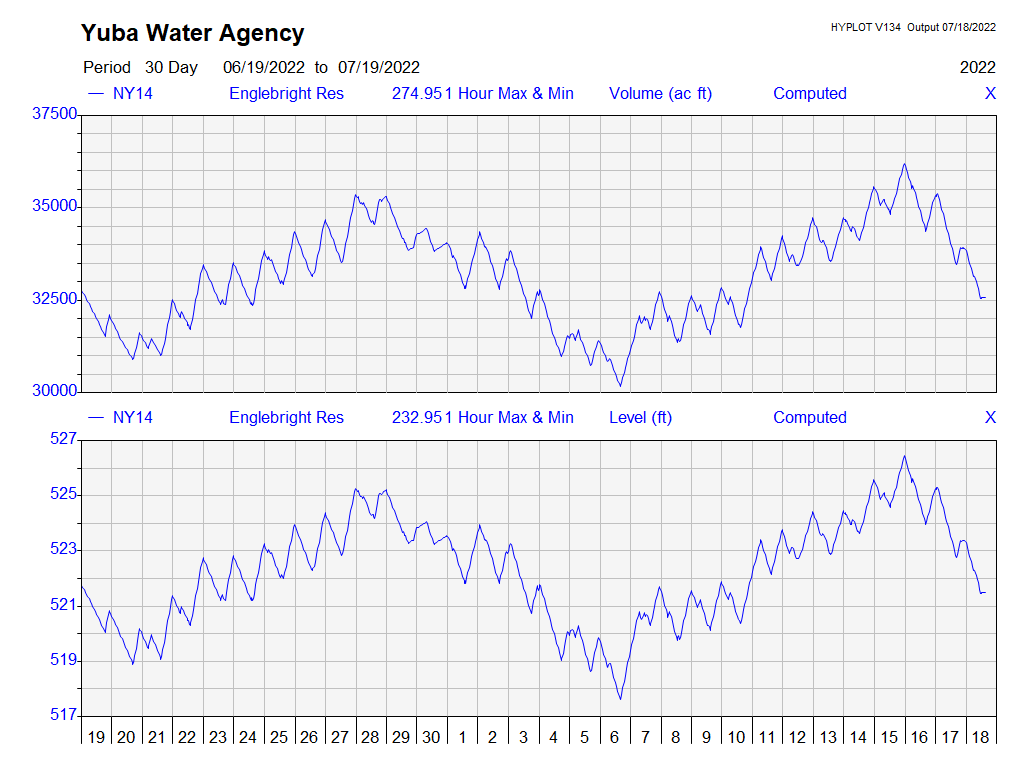 Yuba Water Agency
HYPLOT V134 Output 07/18/2022
Period 30 Day 06/19/2022 to 07/19/2022 2022
NY14 Englebright Res 274.951 Hour Max & Min Volume (ac ft) Computed X
37500
35000
32500
30000
NY14 Englebright Res 232.951 Hour Max & Min Level (ft) Computed X
527
525
523
521
519
517
19 20 21 22 23 24 25 26 27 28 29 30 1 2 3 4 5 6 7 8 9 10 11 12 13 14 15 16 17 18